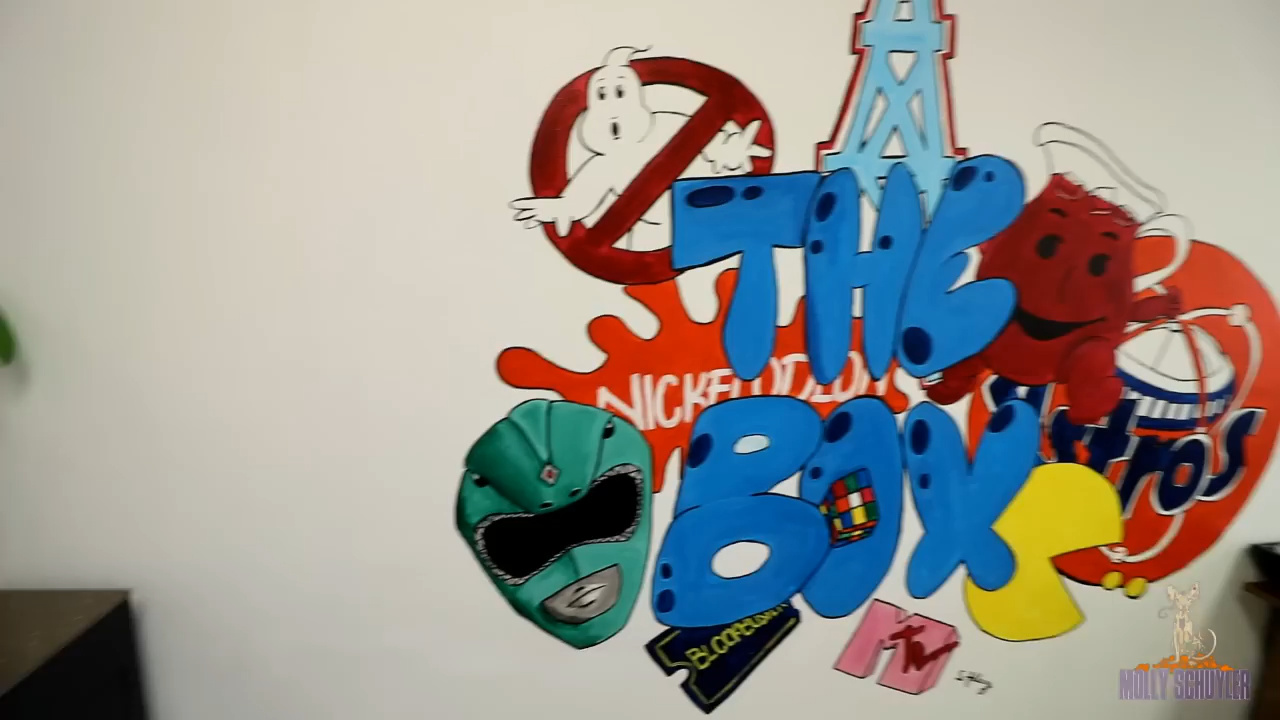 THE
NICKELODEON
BOX
Astros
BLOCKBUSTER
MTV
MOLLY SCHUYLER